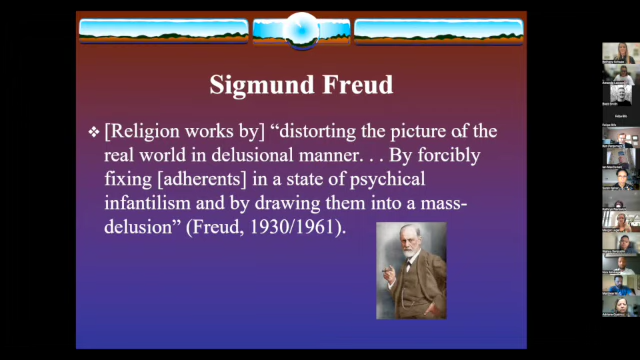 Sigmund Freud
❖ [Religion works by] “distorting the picture of the
real world in delusional manner. . . By forcibly
fixing [adherents] in a state of psychical
infantilism and by drawing them into a mass-
delusion” (Freud, 1930/1961).